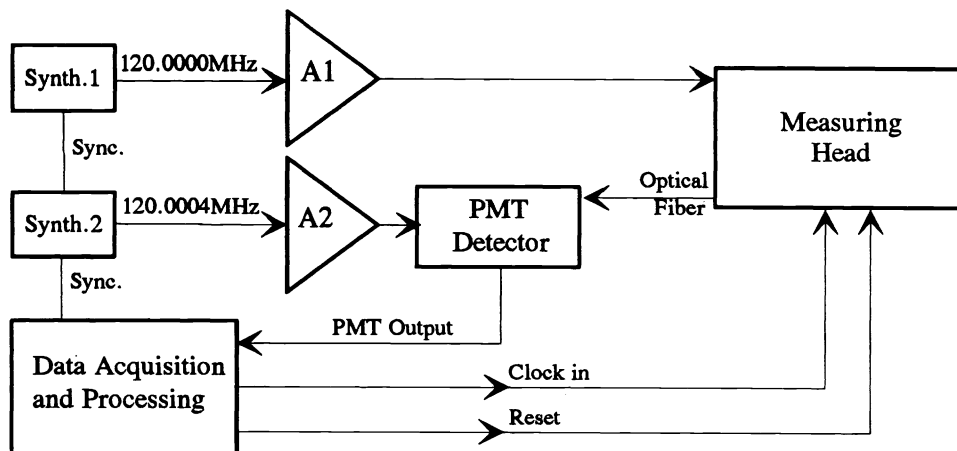 Synth.1
120.0000MHz
A1
Measuring
Head
Sync.
Synth.2
120.0004MHz
A2
PMT
Detector
Optical
Fiber
Sync.
PMT Output
Data Acquisition
and Processing
Clock in
Reset